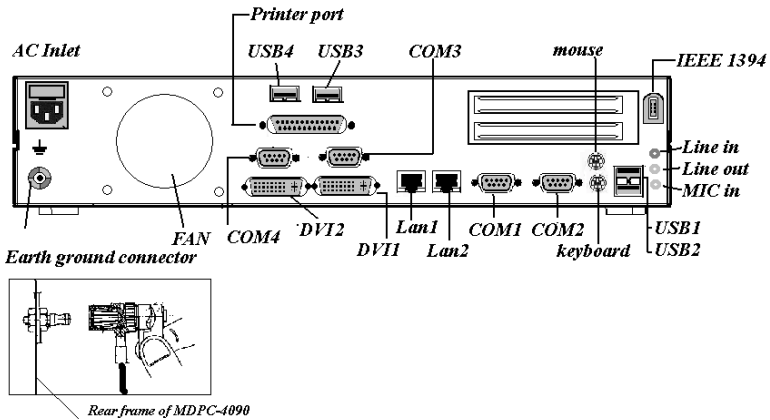 Printer port
AC Inlet
USB4
USB3
COM3
mouse
IEEE 1394
Line in
Line out
MIC in
FAN
COM4
DVI2
DVI1
Lan1
Lan2
COM1
COM2
keyboard
USB1
USB2
Earth ground connector
Rear frame of MDPC-4090